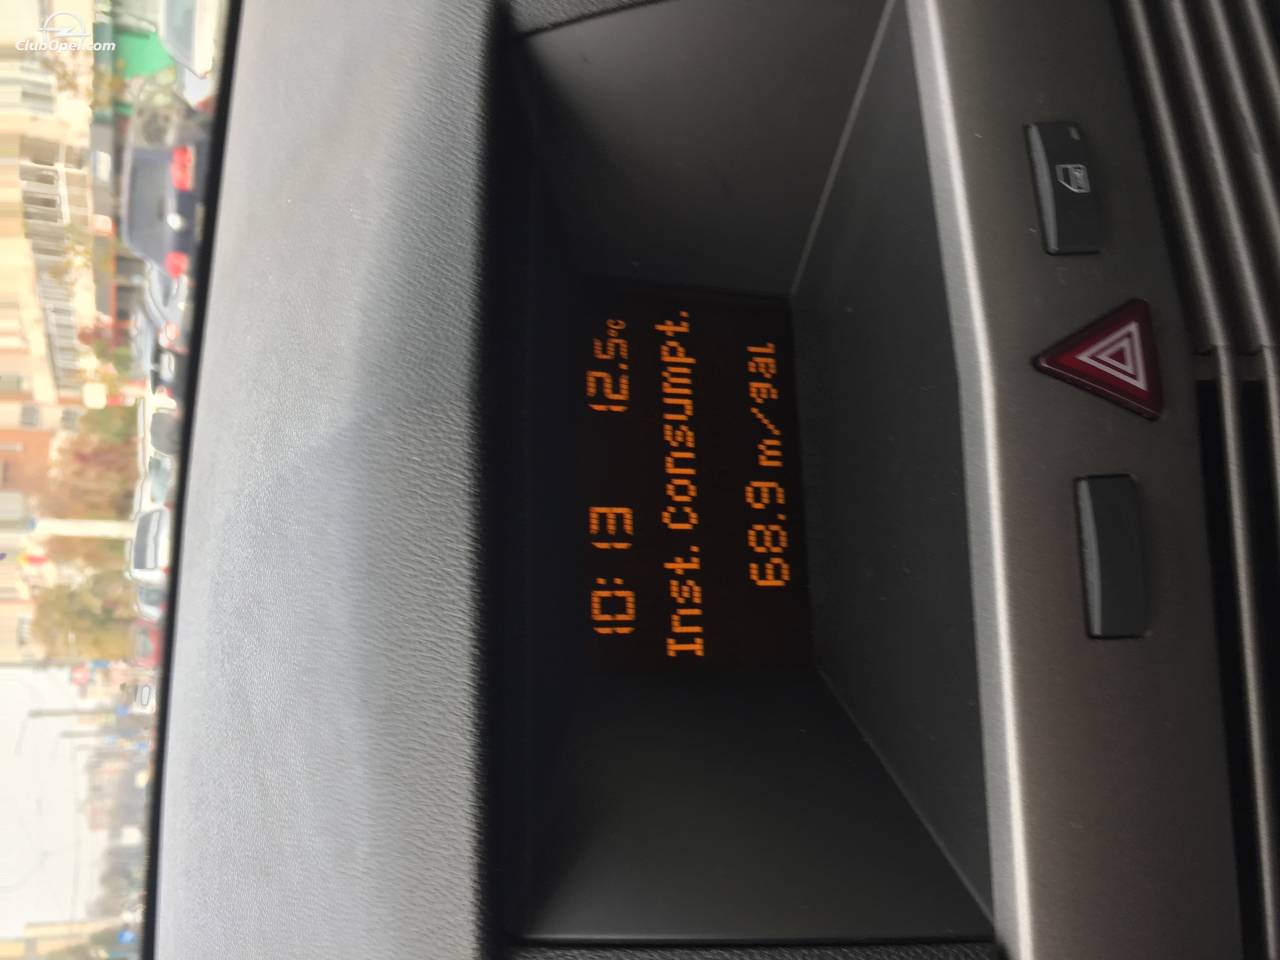 ClubOpel.com
10:13 12.5°C
Inst. Consumpt.
68.9 m/gal